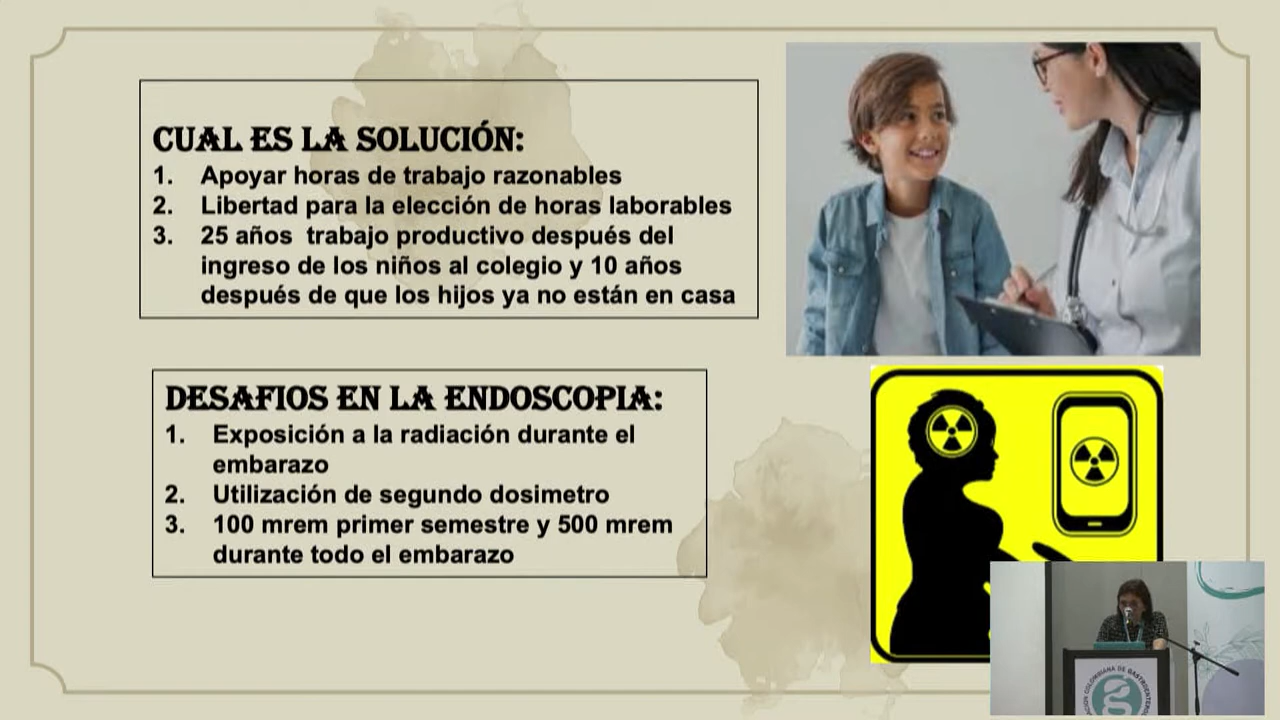 CUAL ES LA SOLUCIÓN:
1. Apoyar horas de trabajo razonables
2. Libertad para la elección de horas laborables
3. 25 años trabajo productivo después del
ingreso de los niños al colegio y 10 años
después de que los hijos ya no están en casa
DESAFIOS EN LA ENDOSCOPIA:
1. Exposición a la radiación durante el
embarazo
2. Utilización de segundo dosimetro
3. 100 mrem primer semestre y 500 mrem
durante todo el embarazo
COLOMBIANA DE